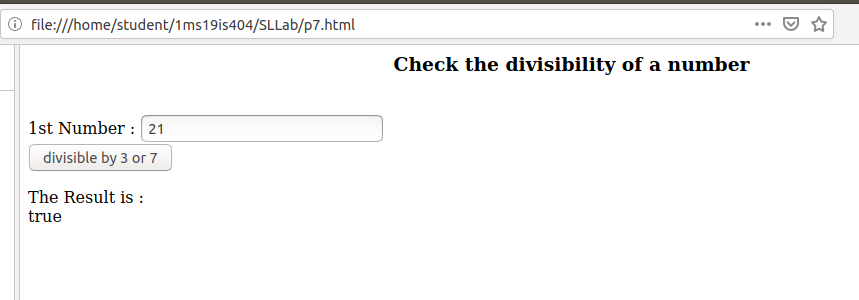 file:///home/student/1ms19is404/SLLab/p7.html
Check the divisibility of a number
1st Number : 21
divisible by 3 or 7
The Result is :
true